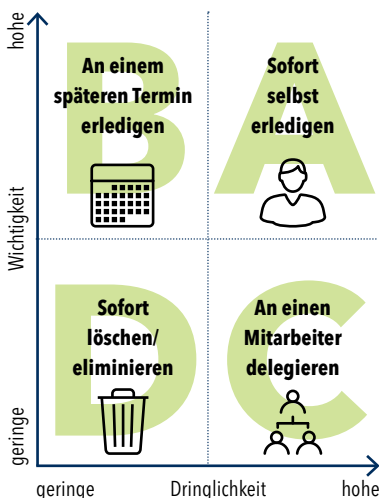 hohe
Wichtigkeit
geringe
B
An einem
späteren Termin
erledigen
A
Sofort
selbst
erledigen
D
Sofort
löschen/
eliminieren
C
An einen
Mitarbeiter
delegieren
geringe
Dringlichkeit
hohe